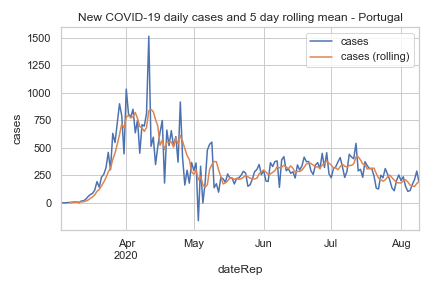 New COVID-19 daily cases and 5 day rolling mean - Portugal
cases
cases (rolling)
1500
1250
1000
750
500
250
0
cases
Apr May Jun Jul Aug
2020
dateRep